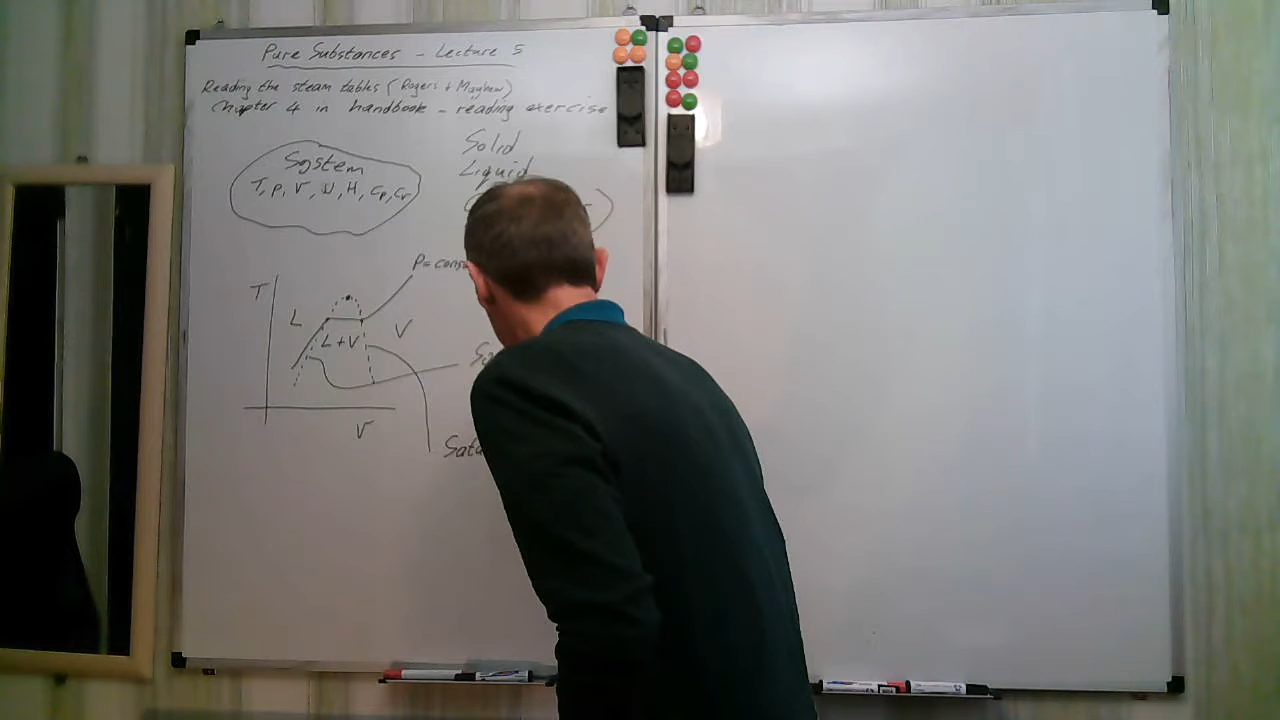 Pure Substances - Lecture 5
Reading the steam tables (Rogers + Mayhew)
Chapter 4 in handbook - reading exercise
System
T, P, V, U, H, Cp, Cv
Solid
Liquid
P = cons
T
L
L+V
V
V